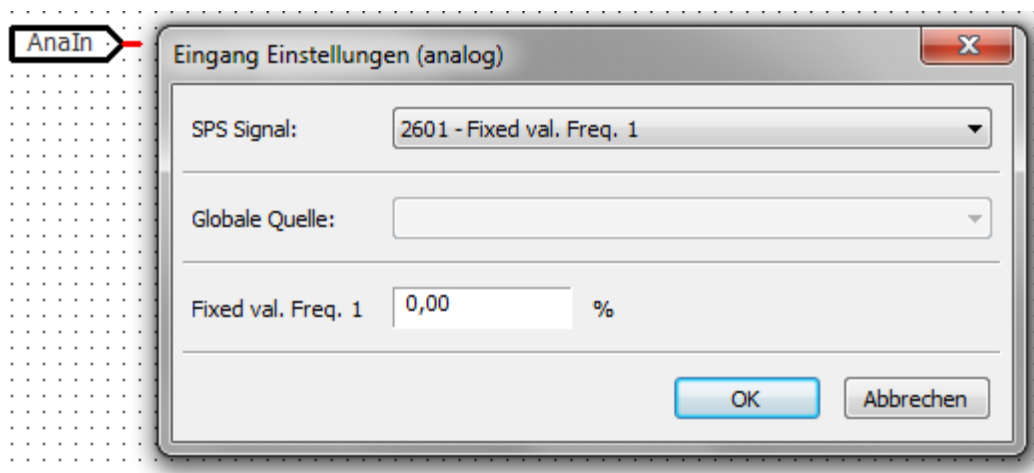 AnaIn
Eingang Einstellungen (analog)
SPS Signal: 2601 - Fixed val. Freq. 1
Globale Quelle:
Fixed val. Freq. 1 0,00 %
OK Abbrechen